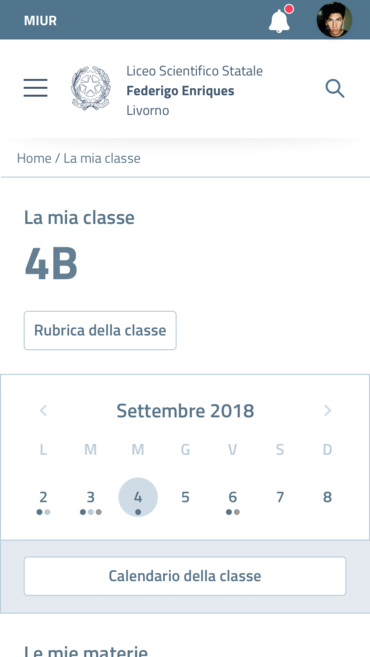 MIUR
Liceo Scientifico Statale
Federigo Enriques
Livorno
Home / La mia classe
La mia classe
4B
Rubrica della classe
Settembre 2018
L M M G V S D
2 3 4 5 6 7 8
Calendario della classe
Le mie materie